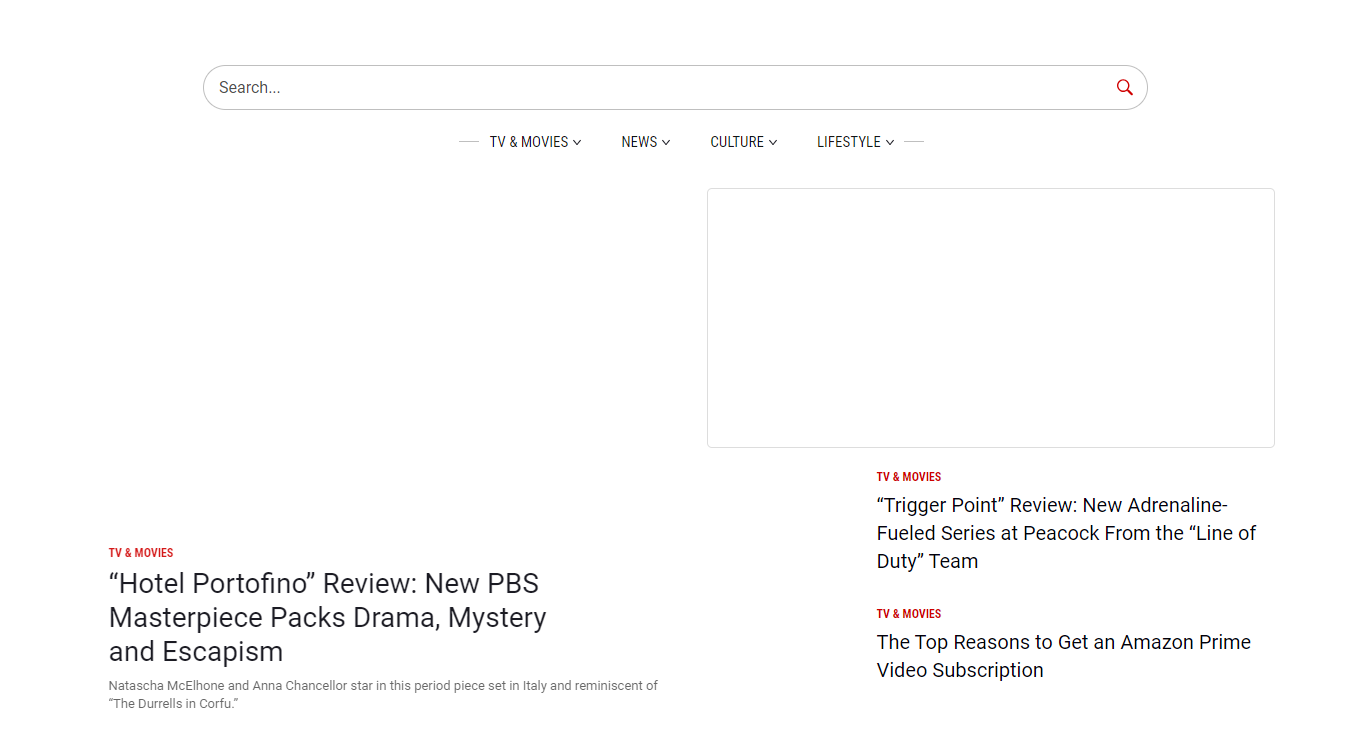 Search...
TV & MOVIES
NEWS
CULTURE
LIFESTYLE
TV & MOVIES
“Hotel Portofino” Review: New PBS
Masterpiece Packs Drama, Mystery
and Escapism
Natascha McElhone and Anna Chancellor star in this period piece set in Italy and reminiscent of
“The Durrells in Corfu.”
TV & MOVIES
“Trigger Point” Review: New Adrenaline-
Fueled Series at Peacock From the “Line of
Duty” Team
TV & MOVIES
The Top Reasons to Get an Amazon Prime
Video Subscription